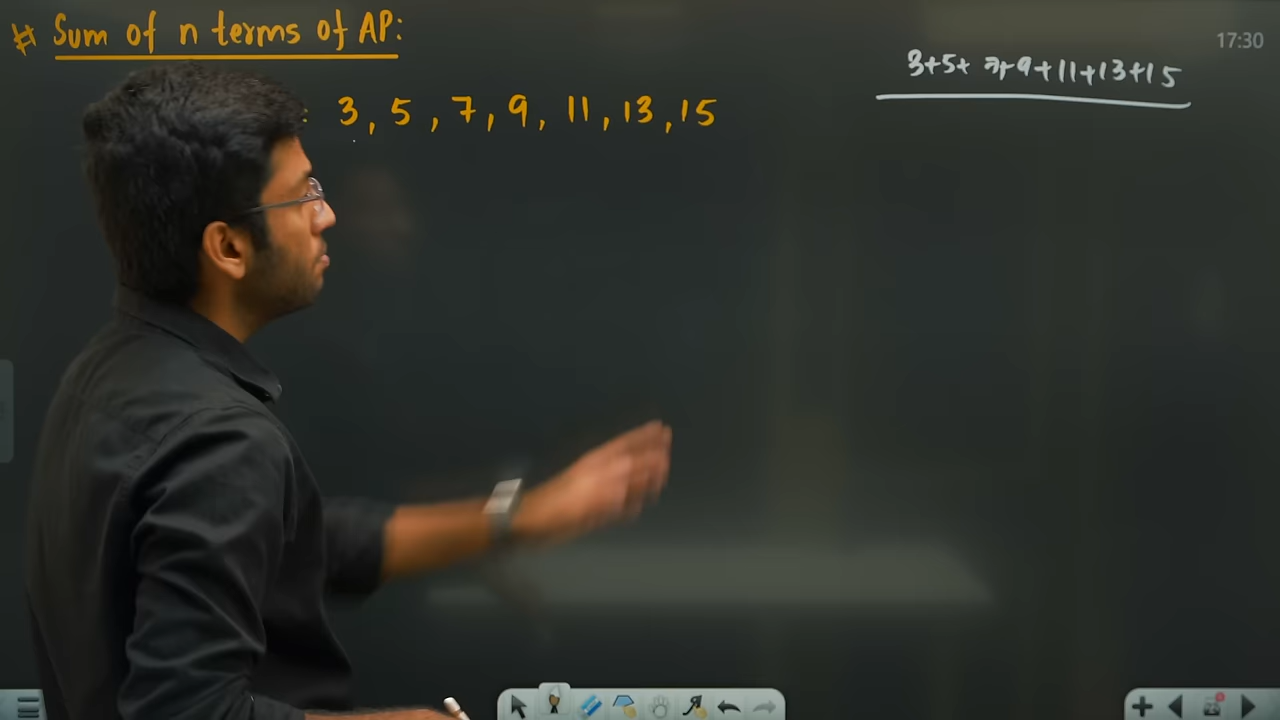 # Sum of n terms of AP:
17:30
3+5+ 7+9+11+13+15
: 3, 5, 7, 9, 11, 13, 15